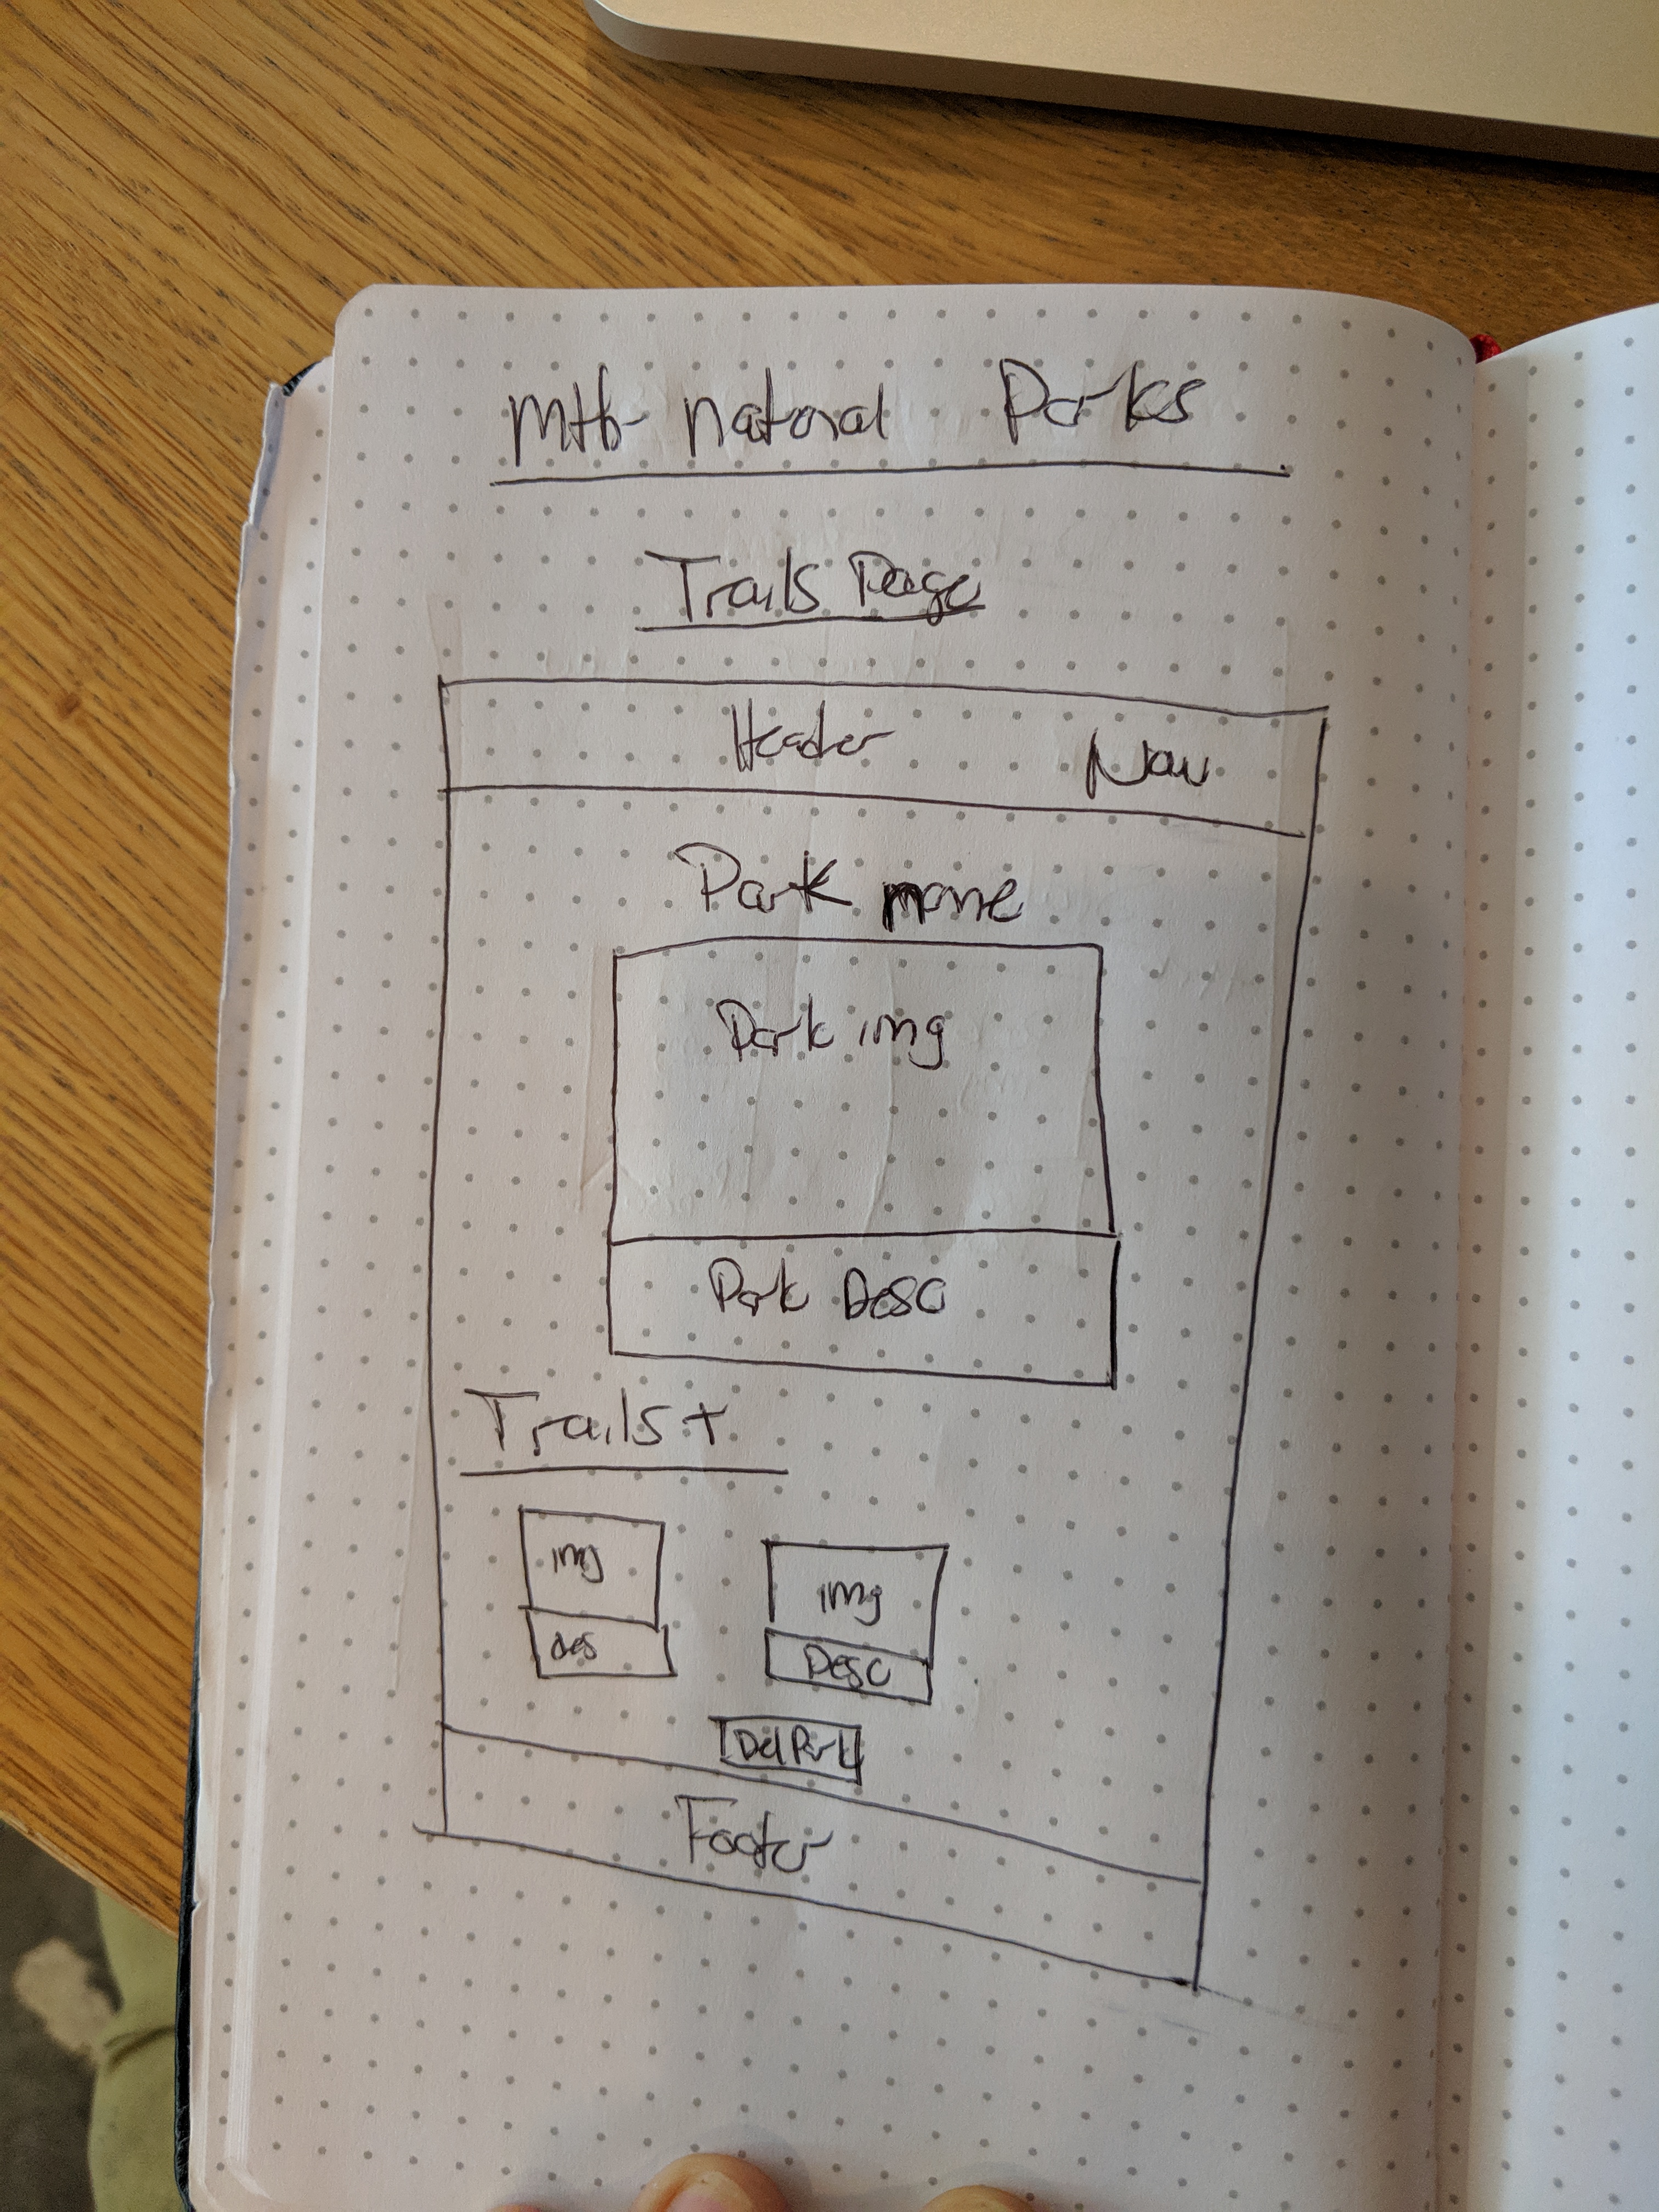 Mtb National Parks
Trails Page
Header Nav
Park name
Park img
Park Desc
Trails +
img img
des Desc
Del Park
Footer